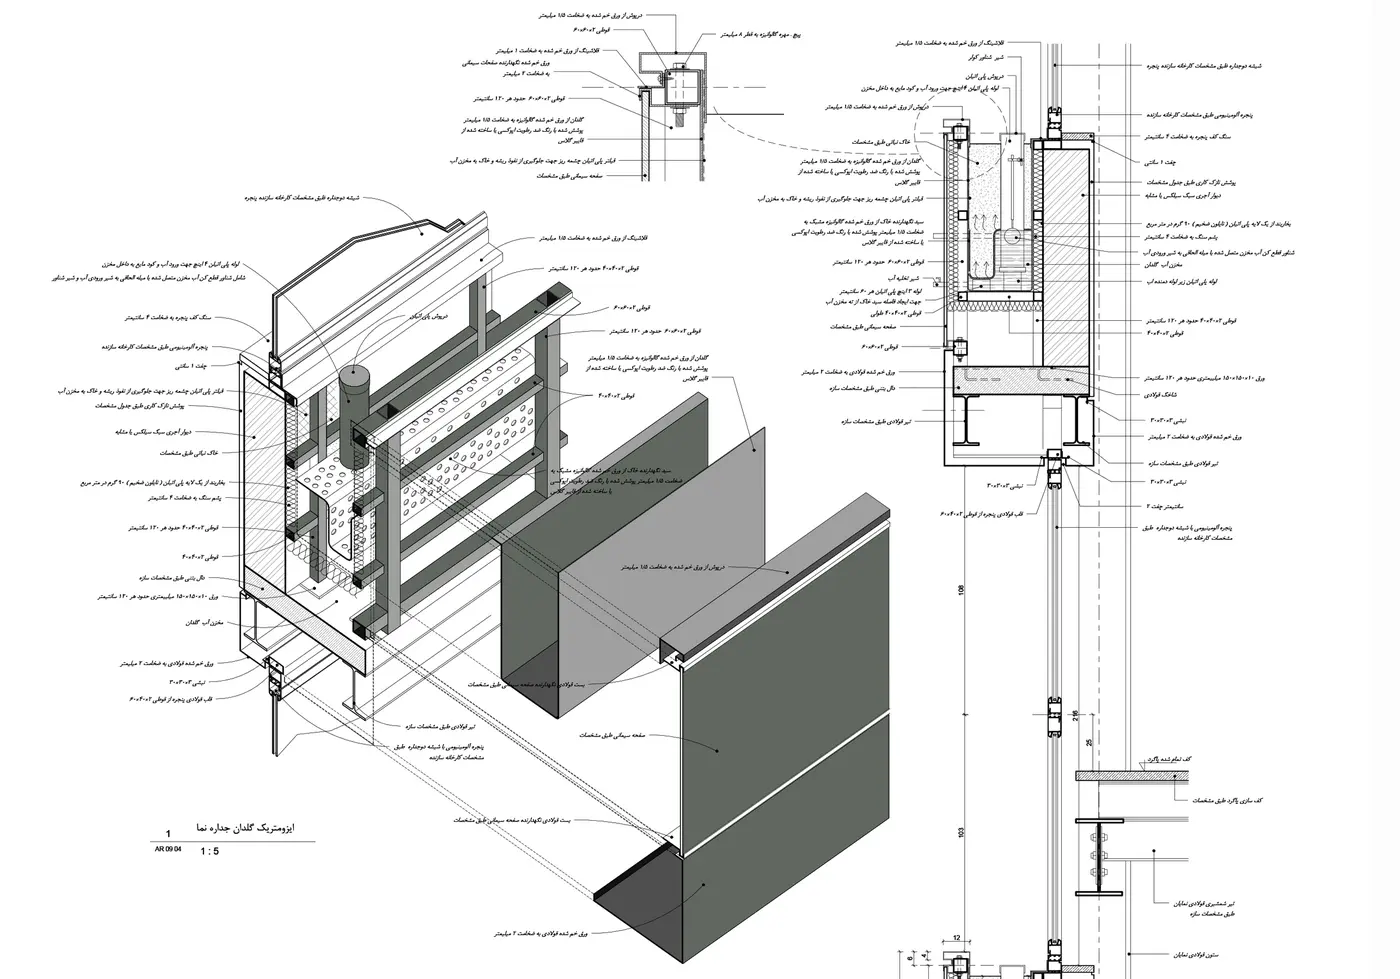 درپوش از ورق خم شده به ضخامت ۱/۵ میلیمتر
قوطی ۲×۶۰×۶۰
پیچ . مهره گالوانیزه به قطر ۸ میلیمتر
فلاشینگ از ورق خم شده به ضخامت ۱ میلیمتر
ورق خم شده نگهدارنده صفحات سیمانی
به ضخامت ۲ میلیمتر
قوطی ۲×۶۰×۶۰ حدود هر ۱۲۰ سانتیمتر
گلدان از ورق خم شده گالوانیزه به ضخامت ۱/۵ میلیمتر
پوشش شده با رنگ ضد رطوبت اپوکسی یا ساخته شده از
فایبر گلاس
فیلتر پلی اتیلن چشمه ریز جهت جلوگیری از نفوذ ریشه و خاک به مخزن آب
صفحه سیمانی طبق مشخصات
شیشه دوجداره طبق مشخصات کارخانه سازنده پنجره
فلاشینگ از ورق خم شده به ضخامت ۱/۵ میلیمتر
لوله پلی اتیلن ۴ اینچ جهت ورود آب و کود مایع به داخل مخزن
شامل شناور قطع کن آب مخزن متصل شده با میله الحاقی به شیر ورودی آب و شیر شناور
قوطی ۲×۴۰×۴۰ حدود هر ۱۲۰ سانتیمتر
قوطی ۲×۶۰×۶۰
درپوش پلی اتیلن
سنگ کف پنجره به ضخامت ۴ سانتیمتر
قوطی ۲×۶۰×۶۰ حدود هر ۱۲۰ سانتیمتر
پنجره آلومینیومی طبق مشخصات کارخانه سازنده
چفت ۱ سانتی
گلدان از ورق خم شده گالوانیزه به ضخامت ۱/۵ میلیمتر
پوشش شده با رنگ ضد رطوبت اپوکسی یا ساخته شده از
فایبر گلاس
فیلتر پلی اتیلن چشمه ریز جهت جلوگیری از نفوذ ریشه و خاک به مخزن آب
قوطی ۲×۴۰×۴۰
پوشش نازک کاری طبق جدول مشخصات
دیوار آجری سبک سیلکس یا مشابه
خاک نباتی طبق مشخصات
سبد نگهدارنده خاک از ورق خم شده گالوانیزه مشبک به
ضخامت ۱/۵ میلیمتر پوشش شده با رنگ ضد رطوبت اپوکسی
یا ساخته شده از فایبر گلاس
بخاربند از یک لایه پلی اتیلن ( نایلون ضخیم ) ۹۰ گرم در متر مربع
پشم سنگ به ضخامت ۴ سانتیمتر
قوطی ۲×۴۰×۴۰ حدود هر ۱۲۰ سانتیمتر
قوطی ۲×۴۰×۴۰
دال بتنی طبق مشخصات سازه
ورق ۱۰×۱۵۰×۱۵۰ میلیمتری حدود هر ۱۲۰ سانتیمتر
مخزن آب گلدان
درپوش از ورق خم شده به ضخامت ۱/۵ میلیمتر
ورق خم شده فولادی به ضخامت ۲ میلیمتر
نبشی ۳×۳۰×۳۰
قاب فولادی پنجره از قوطی ۲×۴۰×۶۰
بست فولادی نگهدارنده صفحه سیمانی طبق مشخصات
تیر فولادی طبق مشخصات سازه
صفحه سیمانی طبق مشخصات
پنجره آلومینیومی با شیشه دوجداره طبق
مشخصات کارخانه سازنده
بست فولادی نگهدارنده صفحه سیمانی طبق مشخصات
ورق خم شده فولادی به ضخامت ۲ میلیمتر
ایزومتریک گلدان جداره نما
1
AR 09 04
1 : 5
فلاشینگ از ورق خم شده به ضخامت ۱/۵ میلیمتر
شیر شناور کولر
درپوش پلی اتیلن
لوله پلی اتیلن ۴ اینچ جهت ورود آب و کود مایع به داخل مخزن
درپوش از ورق خم شده به ضخامت ۱/۵ میلیمتر
خاک نباتی طبق مشخصات
گلدان از ورق خم شده گالوانیزه به ضخامت ۱/۵ میلیمتر
پوشش شده با رنگ ضد رطوبت اپوکسی یا ساخته شده از
فایبر گلاس
فیلتر پلی اتیلن چشمه ریز جهت جلوگیری از نفوذ ریشه و خاک به مخزن آب
سبد نگهدارنده خاک از ورق خم شده گالوانیزه مشبک به
ضخامت ۱/۵ میلیمتر پوشش شده با رنگ ضد رطوبت اپوکسی
یا ساخته شده از فایبر گلاس
قوطی ۲×۶۰×۶۰ حدود هر ۱۲۰ سانتیمتر
شیر تخلیه آب
لوله ۲ اینچ پلی اتیلن هر ۶۰ سانتیمتر
جهت ایجاد فاصله سبد خاک از ته مخزن آب
قوطی ۲×۴۰×۴۰ طولی
صفحه سیمانی طبق مشخصات
قوطی ۲×۶۰×۶۰
ورق خم شده فولادی به ضخامت ۲ میلیمتر
دال بتنی طبق مشخصات سازه
تیر فولادی طبق مشخصات سازه
نبشی ۳×۳۰×۳۰
قاب فولادی پنجره از قوطی ۲×۴۰×۶۰
شیشه دوجداره طبق مشخصات کارخانه سازنده پنجره
پنجره آلومینیومی طبق مشخصات کارخانه سازنده
سنگ کف پنجره به ضخامت ۴ سانتیمتر
چفت ۱ سانتی
پوشش نازک کاری طبق جدول مشخصات
دیوار آجری سبک سیلکس یا مشابه
بخاربند از یک لایه پلی اتیلن ( نایلون ضخیم ) ۹۰ گرم در متر مربع
پشم سنگ به ضخامت ۴ سانتیمتر
شناور قطع کن آب مخزن متصل شده با میله الحاقی به شیر ورودی آب
مخزن آب گلدان
لوله پلی اتیلن زیر لوله دمنده آب
قوطی ۲×۴۰×۴۰ حدود هر ۱۲۰ سانتیمتر
قوطی ۲×۴۰×۴۰
ورق ۱۰×۱۵۰×۱۵۰ میلیمتری حدود هر ۱۲۰ سانتیمتر
شاخک فولادی
نبشی ۳×۳۰×۳۰
ورق خم شده فولادی به ضخامت ۲ میلیمتر
تیر فولادی طبق مشخصات سازه
نبشی ۳×۳۰×۳۰
سانتیمتر چفت ۲
پنجره آلومینیومی با شیشه دوجداره طبق
مشخصات کارخانه سازنده
108
216
25
کف تمام شده پاگرد
کف سازی پاگرد طبق مشخصات
103
تیر شمشیری فولادی نمایان
طبق مشخصات سازه
12
6
4
ستون فولادی نمایان